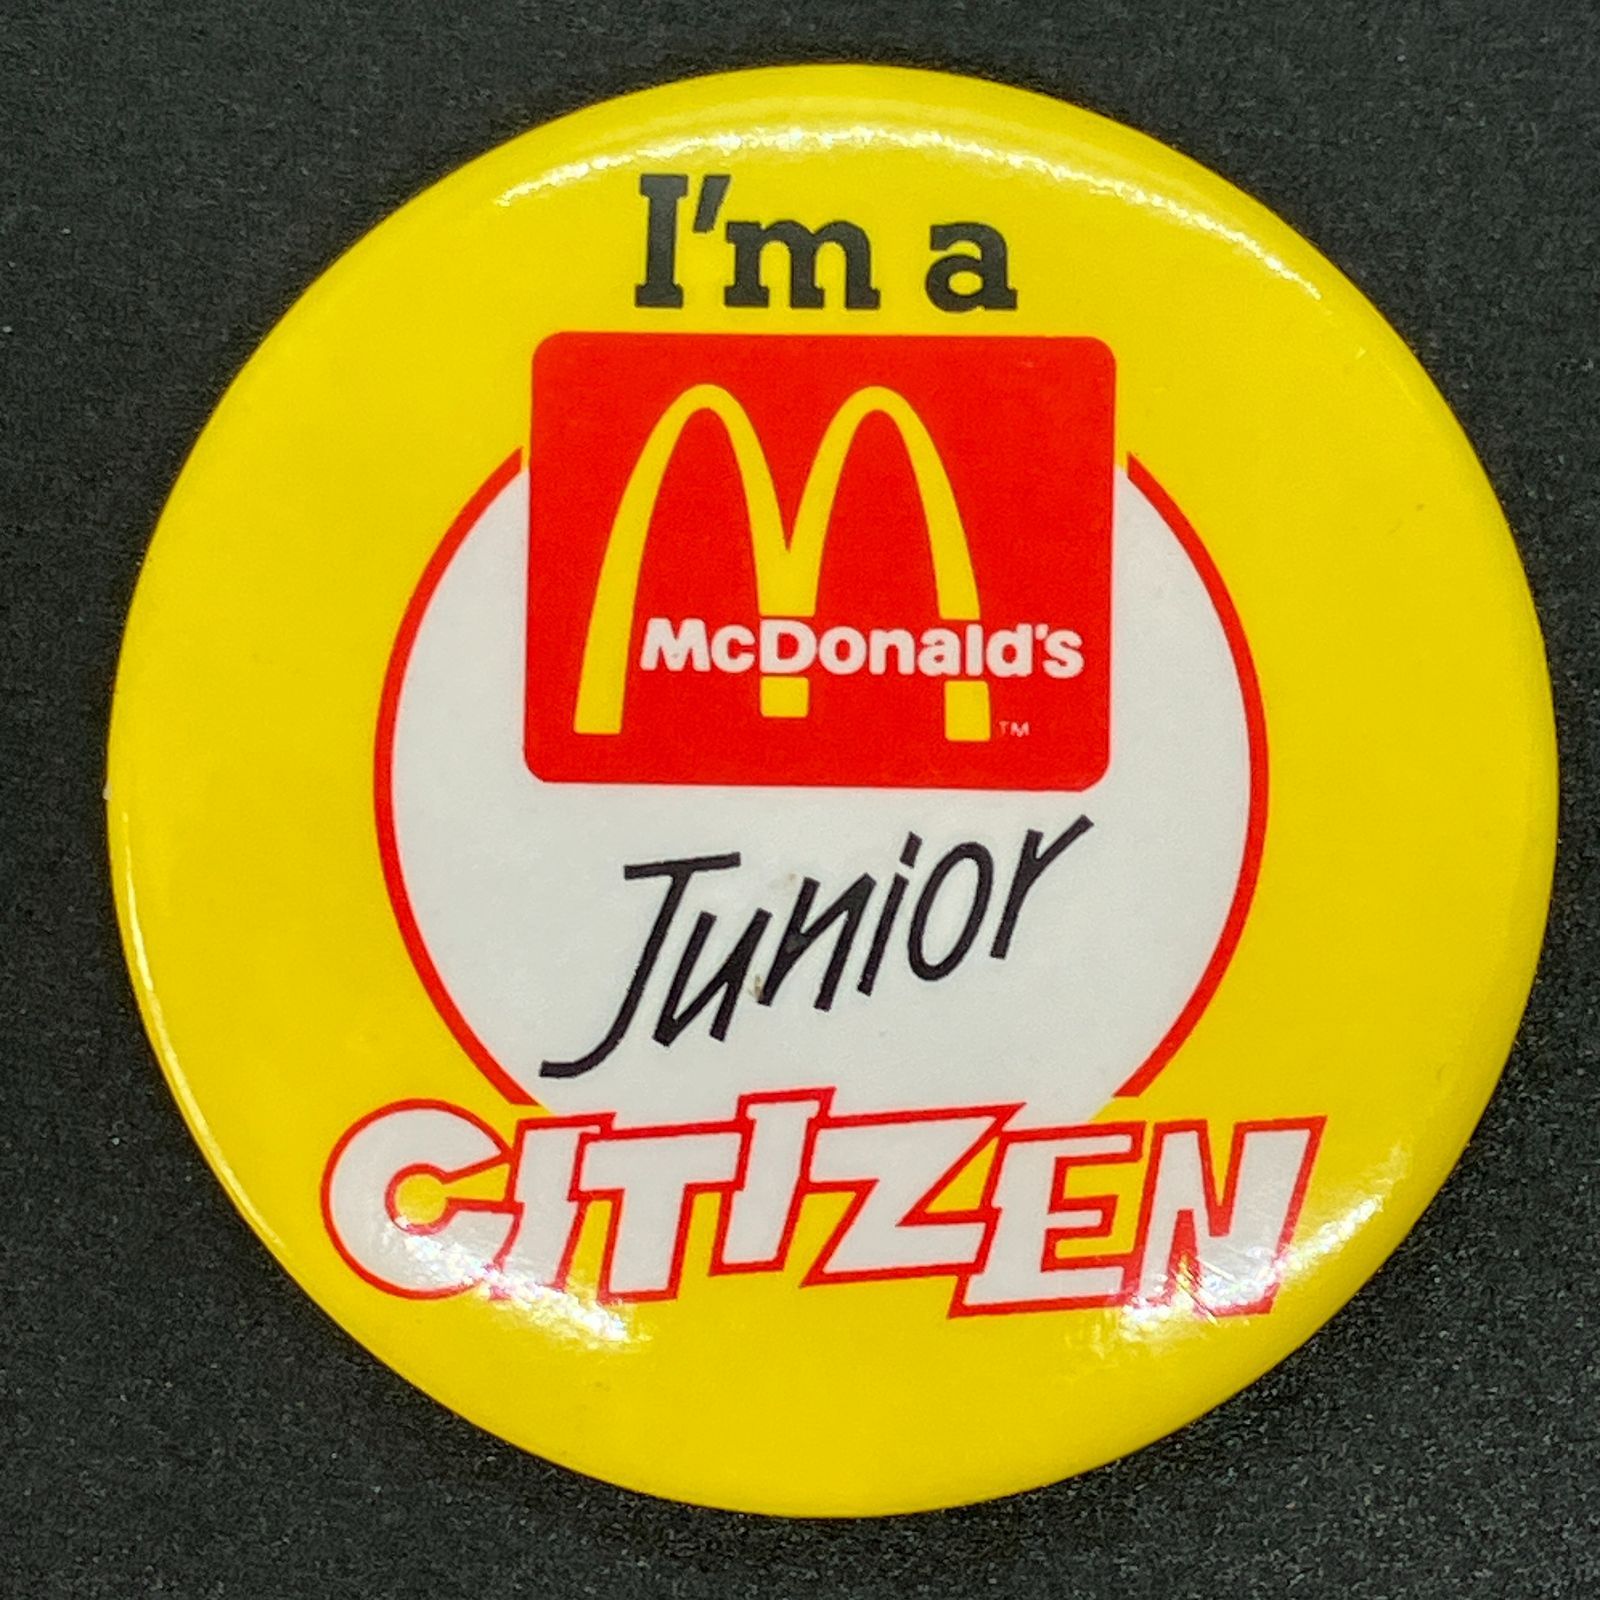 I'm a
McDonald's
TM
Junior
CITIZEN